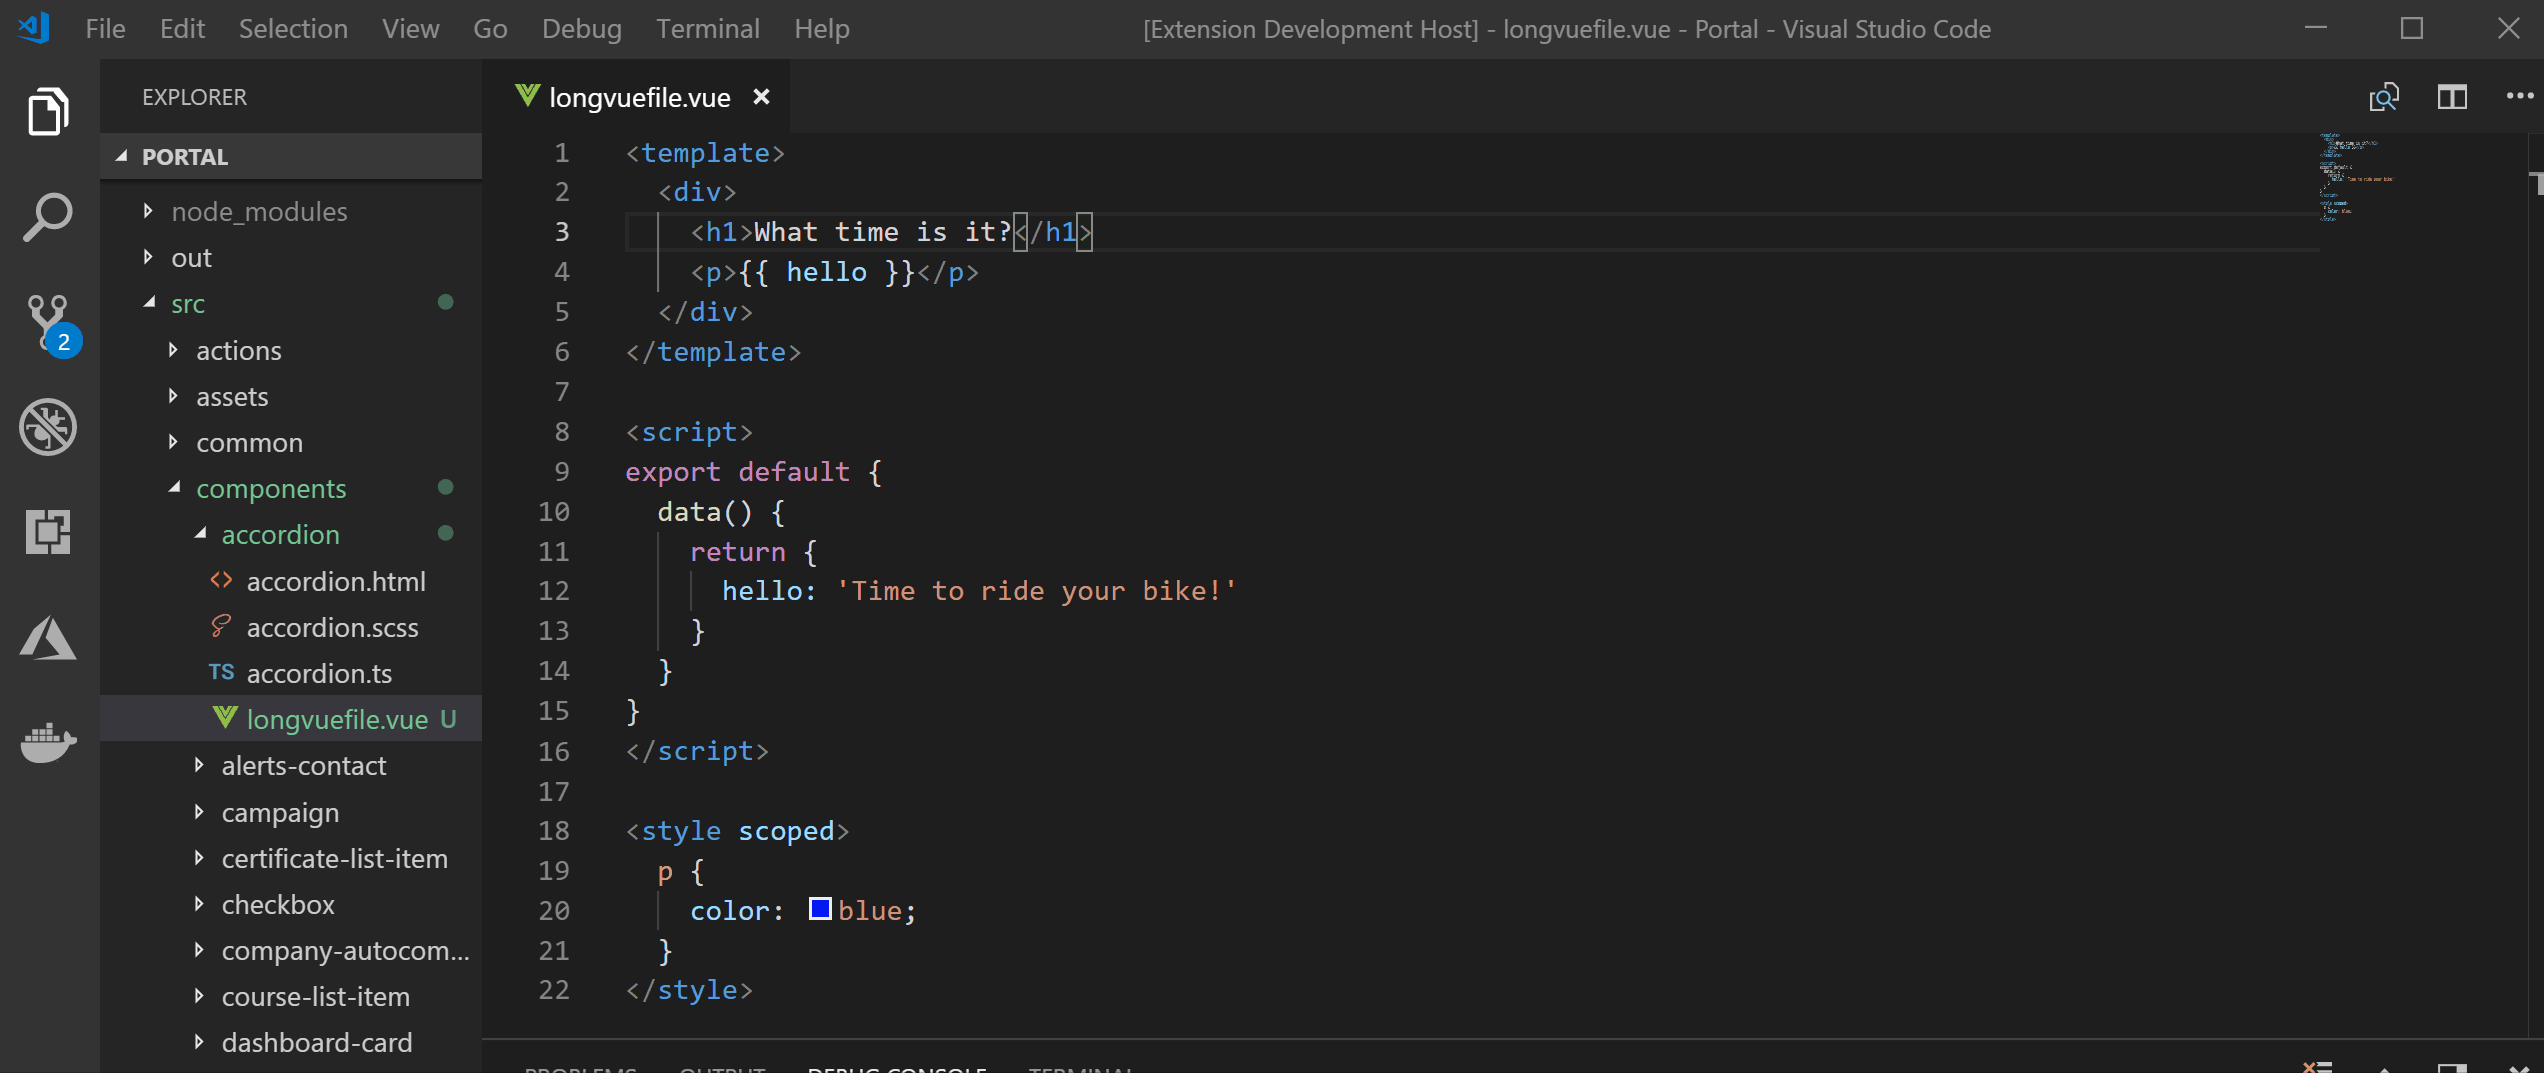 File Edit Selection View Go Debug Terminal Help [Extension Development Host] - longvuefile.vue - Portal - Visual Studio Code
EXPLORER
PORTAL
node_modules
out
src
2
actions
assets
common
components
accordion
accordion.html
accordion.scss
TS accordion.ts
longvuefile.vue U
alerts-contact
campaign
certificate-list-item
checkbox
company-autocom...
course-list-item
dashboard-card
longvuefile.vue
1 <template>
2   <div>
3     <h1>What time is it?</h1>
4     <p>{{ hello }}</p>
5   </div>
6 </template>
7
8 <script>
9 export default {
10   data() {
11     return {
12       hello: 'Time to ride your bike!'
13     }
14   }
15 }
16 </script>
17
18 <style scoped>
19   p {
20     color: blue;
21   }
22 </style>
PROBLEMS OUTPUT DEBUG CONSOLE TERMINAL